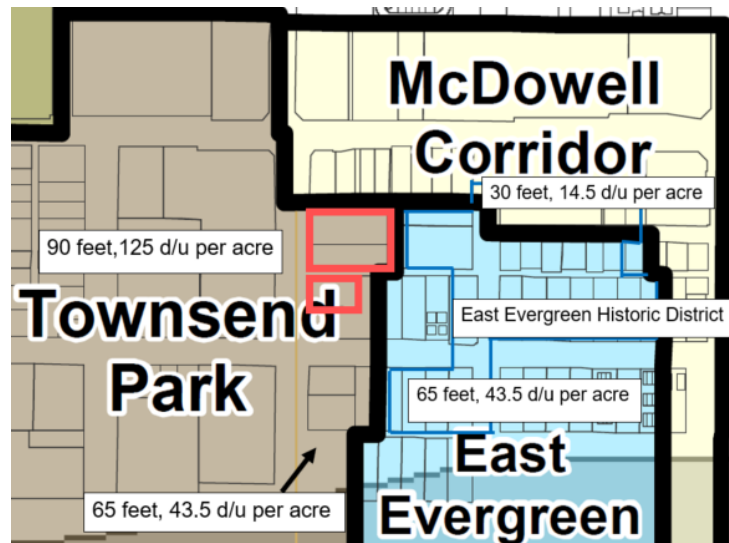 McDowell
Corridor
30 feet, 14.5 d/u per acre
90 feet,125 d/u per acre
Townsend
Park
East Evergreen Historic District
65 feet, 43.5 d/u per acre
East
Evergreen
65 feet, 43.5 d/u per acre